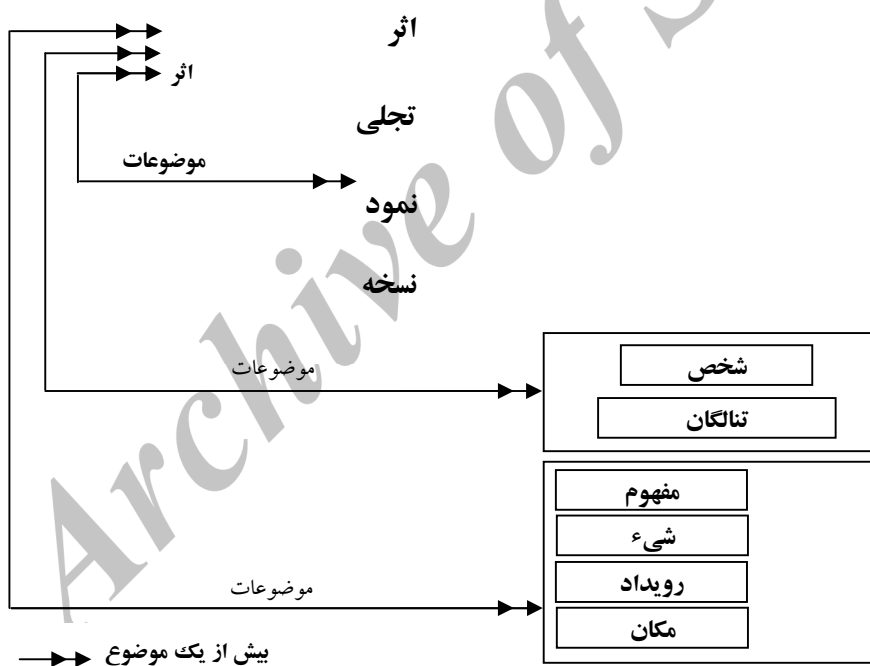 اثر
اثر
تجلی
موضوعات
نمود
نسخه
شخص
موضوعات
تنالگان
مفهوم
شیء
رویداد
موضوعات
مکان
بیش از یک موضوع
Archive of S